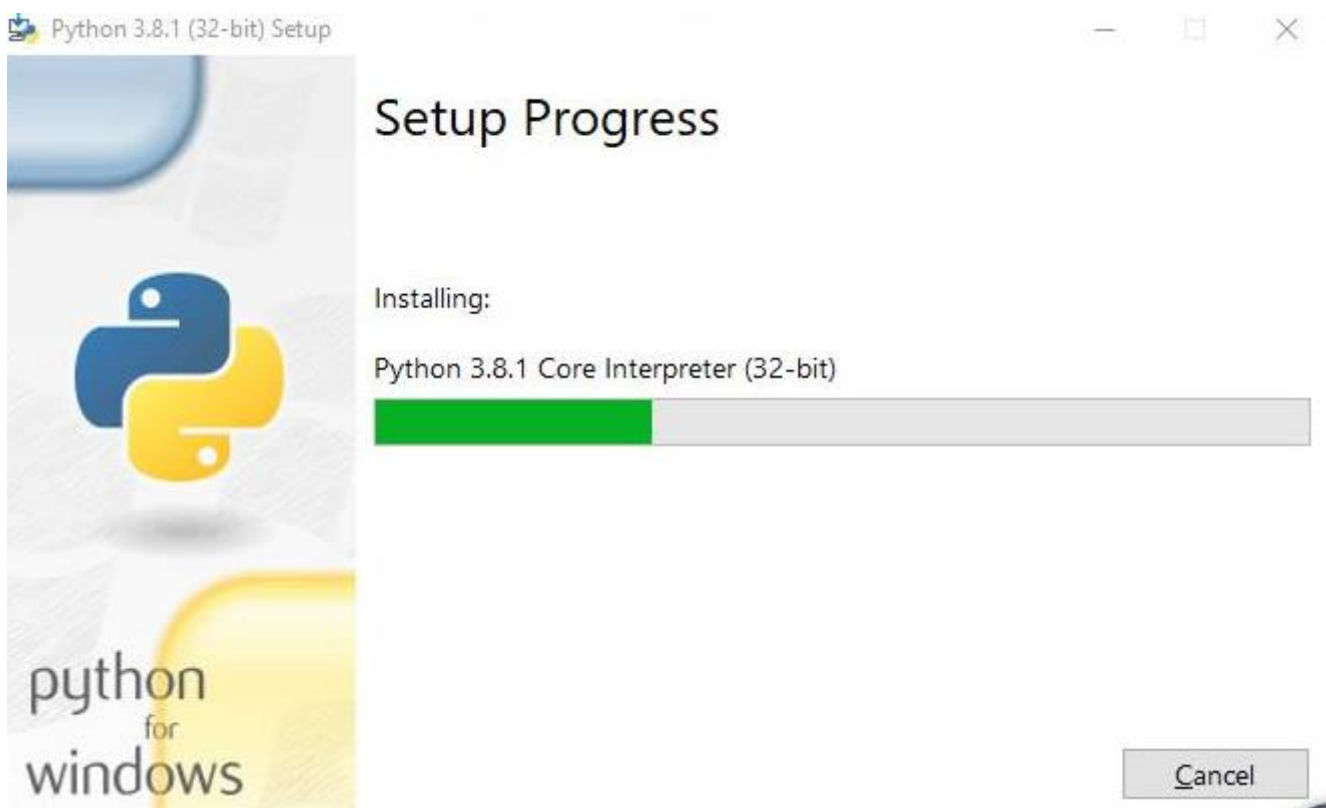 Python 3.8.1 (32-bit) Setup
Setup Progress
Installing:
Python 3.8.1 Core Interpreter (32-bit)
python
for
windows
Cancel